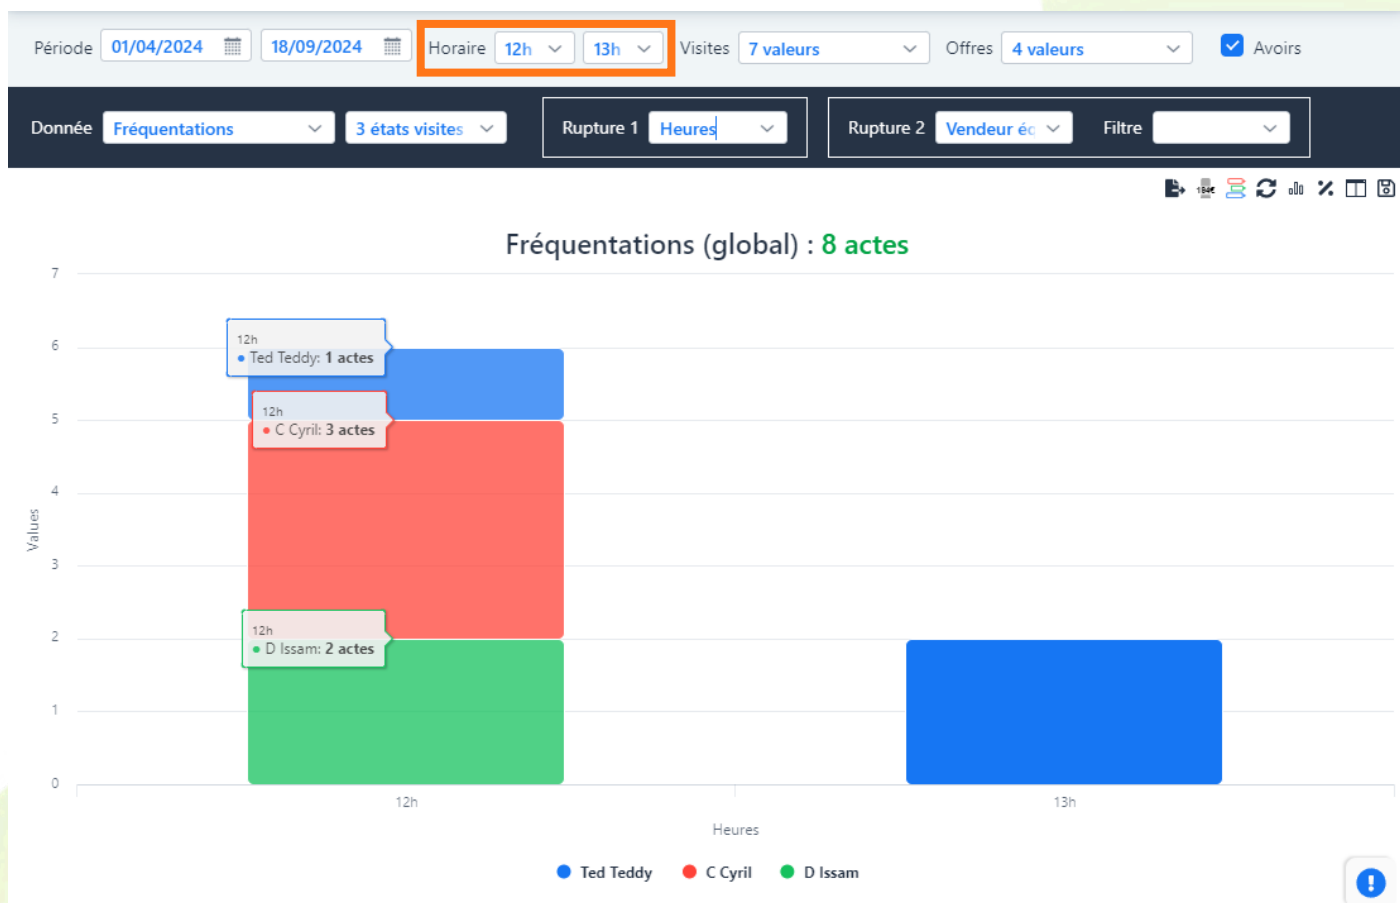 Période 01/04/2024 18/09/2024 Horaire 12h 13h Visites 7 valeurs Offres 4 valeurs Avoirs
Donnée Fréquentations 3 états visites Rupture 1 Heures Rupture 2 Vendeur éc Filtre
184€
Fréquentations (global) : 8 actes
7
12h
6
Ted Teddy: 1 actes
12h
5
C Cyril: 3 actes
4
Values
3
12h
2
D Issam: 2 actes
1
0
12h 13h
Heures
Ted Teddy C Cyril D Issam